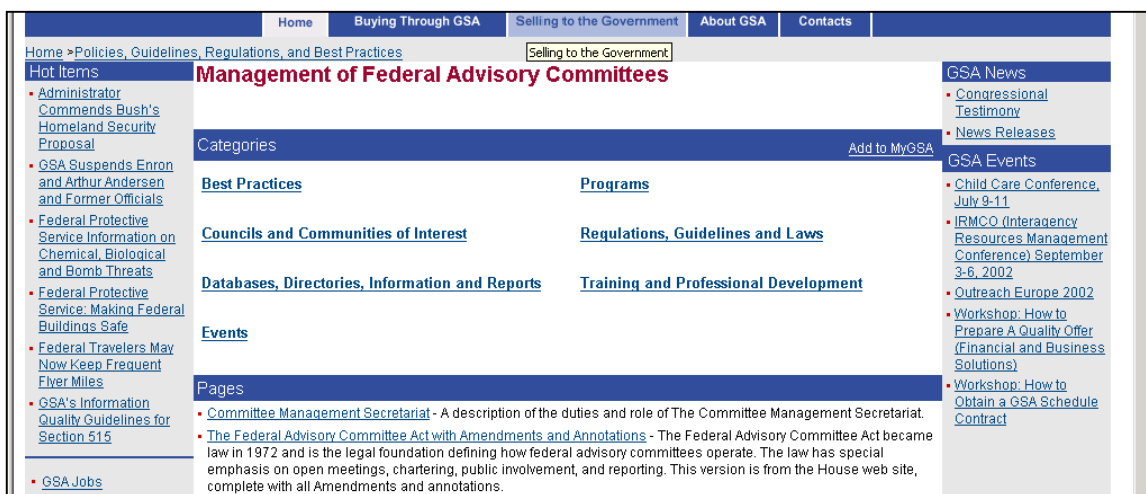 Home
Buying Through GSA
Selling to the Government
About GSA
Contacts
Home »Policies, Guidelines, Regulations, and Best Practices
Selling to the Government
Hot Items
Administrator
Commends Bush's
Homeland Security
Proposal
GSA Suspends Enron
and Arthur Andersen
and Former Officials
Federal Protective
Service Information on
Chemical, Biological
and Bomb Threats
Federal Protective
Service: Making Federal
Buildings Safe
Federal Travelers May
Now Keep Frequent
Flyer Miles
GSA's Information
Quality Guidelines for
Section 515
GSA Jobs
Management of Federal Advisory Committees
Categories
Add to MyGSA
Best Practices
Programs
Councils and Communities of Interest
Regulations, Guidelines and Laws
Databases, Directories, Information and Reports
Training and Professional Development
Events
Pages
Committee Management Secretariat - A description of the duties and role of The Committee Management Secretariat.
The Federal Advisory Committee Act with Amendments and Annotations - The Federal Advisory Committee Act became
law in 1972 and is the legal foundation defining how federal advisory committees operate. The law has special
emphasis on open meetings, chartering, public involvement, and reporting. This version is from the House web site,
complete with all Amendments and annotations.
GSA News
Congressional
Testimony
News Releases
GSA Events
Child Care Conference,
July 9-11
IRMCO (Interagency
Resources Management
Conference) September
3-6, 2002
Outreach Europe 2002
Workshop: How to
Prepare A Quality Offer
(Financial and Business
Solutions)
Workshop: How to
Obtain a GSA Schedule
Contract